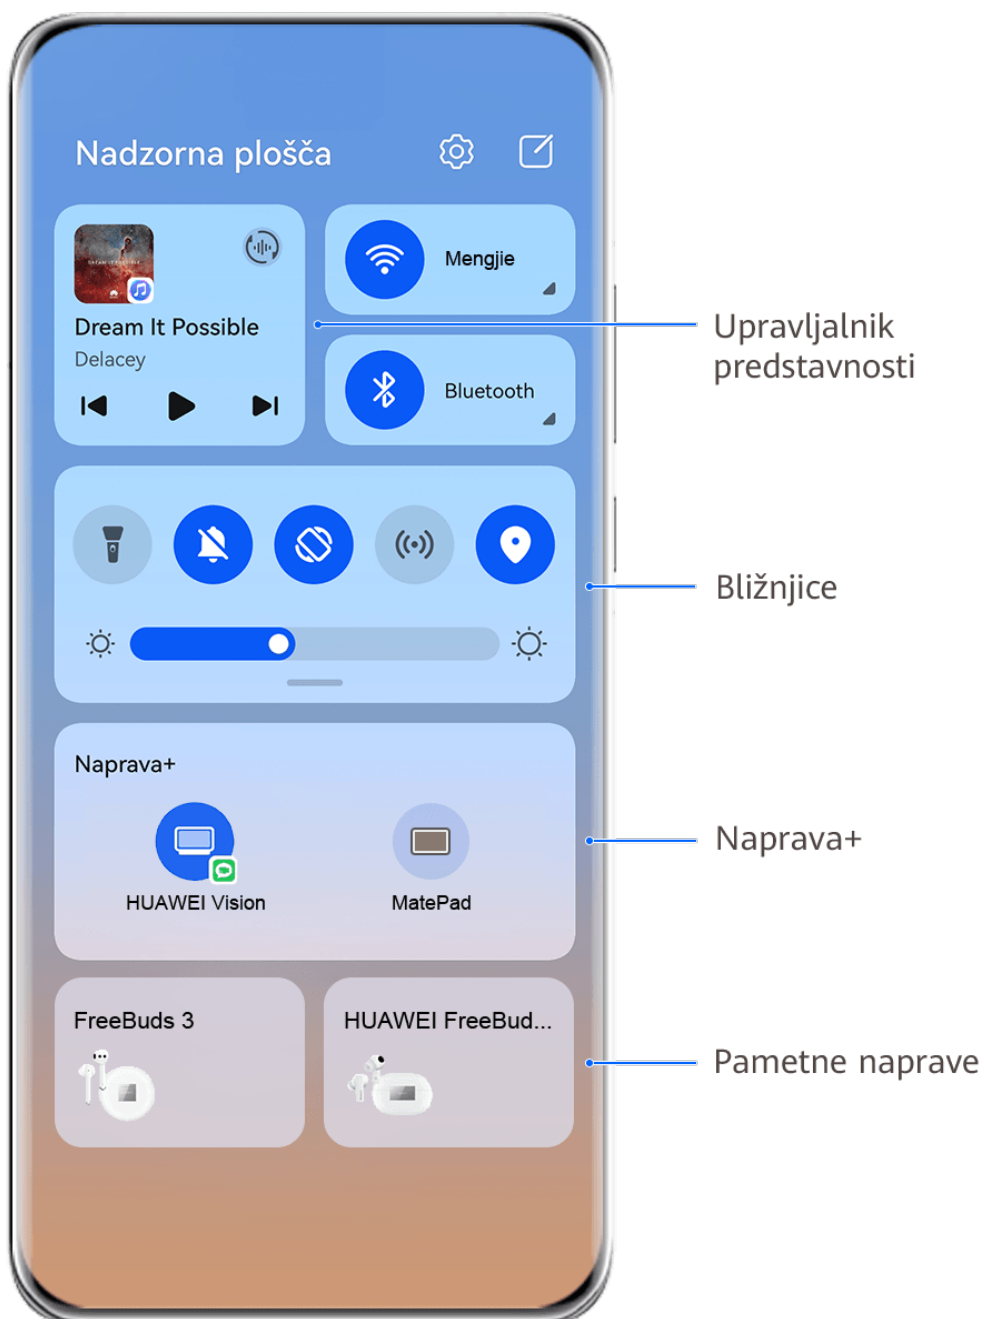 Nadzorna plošča
Mengjie
Dream It Possible
Delacey
Bluetooth
Upravljalnik
predstavnosti
Bližnjice
Naprava+
HUAWEI Vision
MatePad
Naprava+
FreeBuds 3
HUAWEI FreeBud...
Pametne naprave